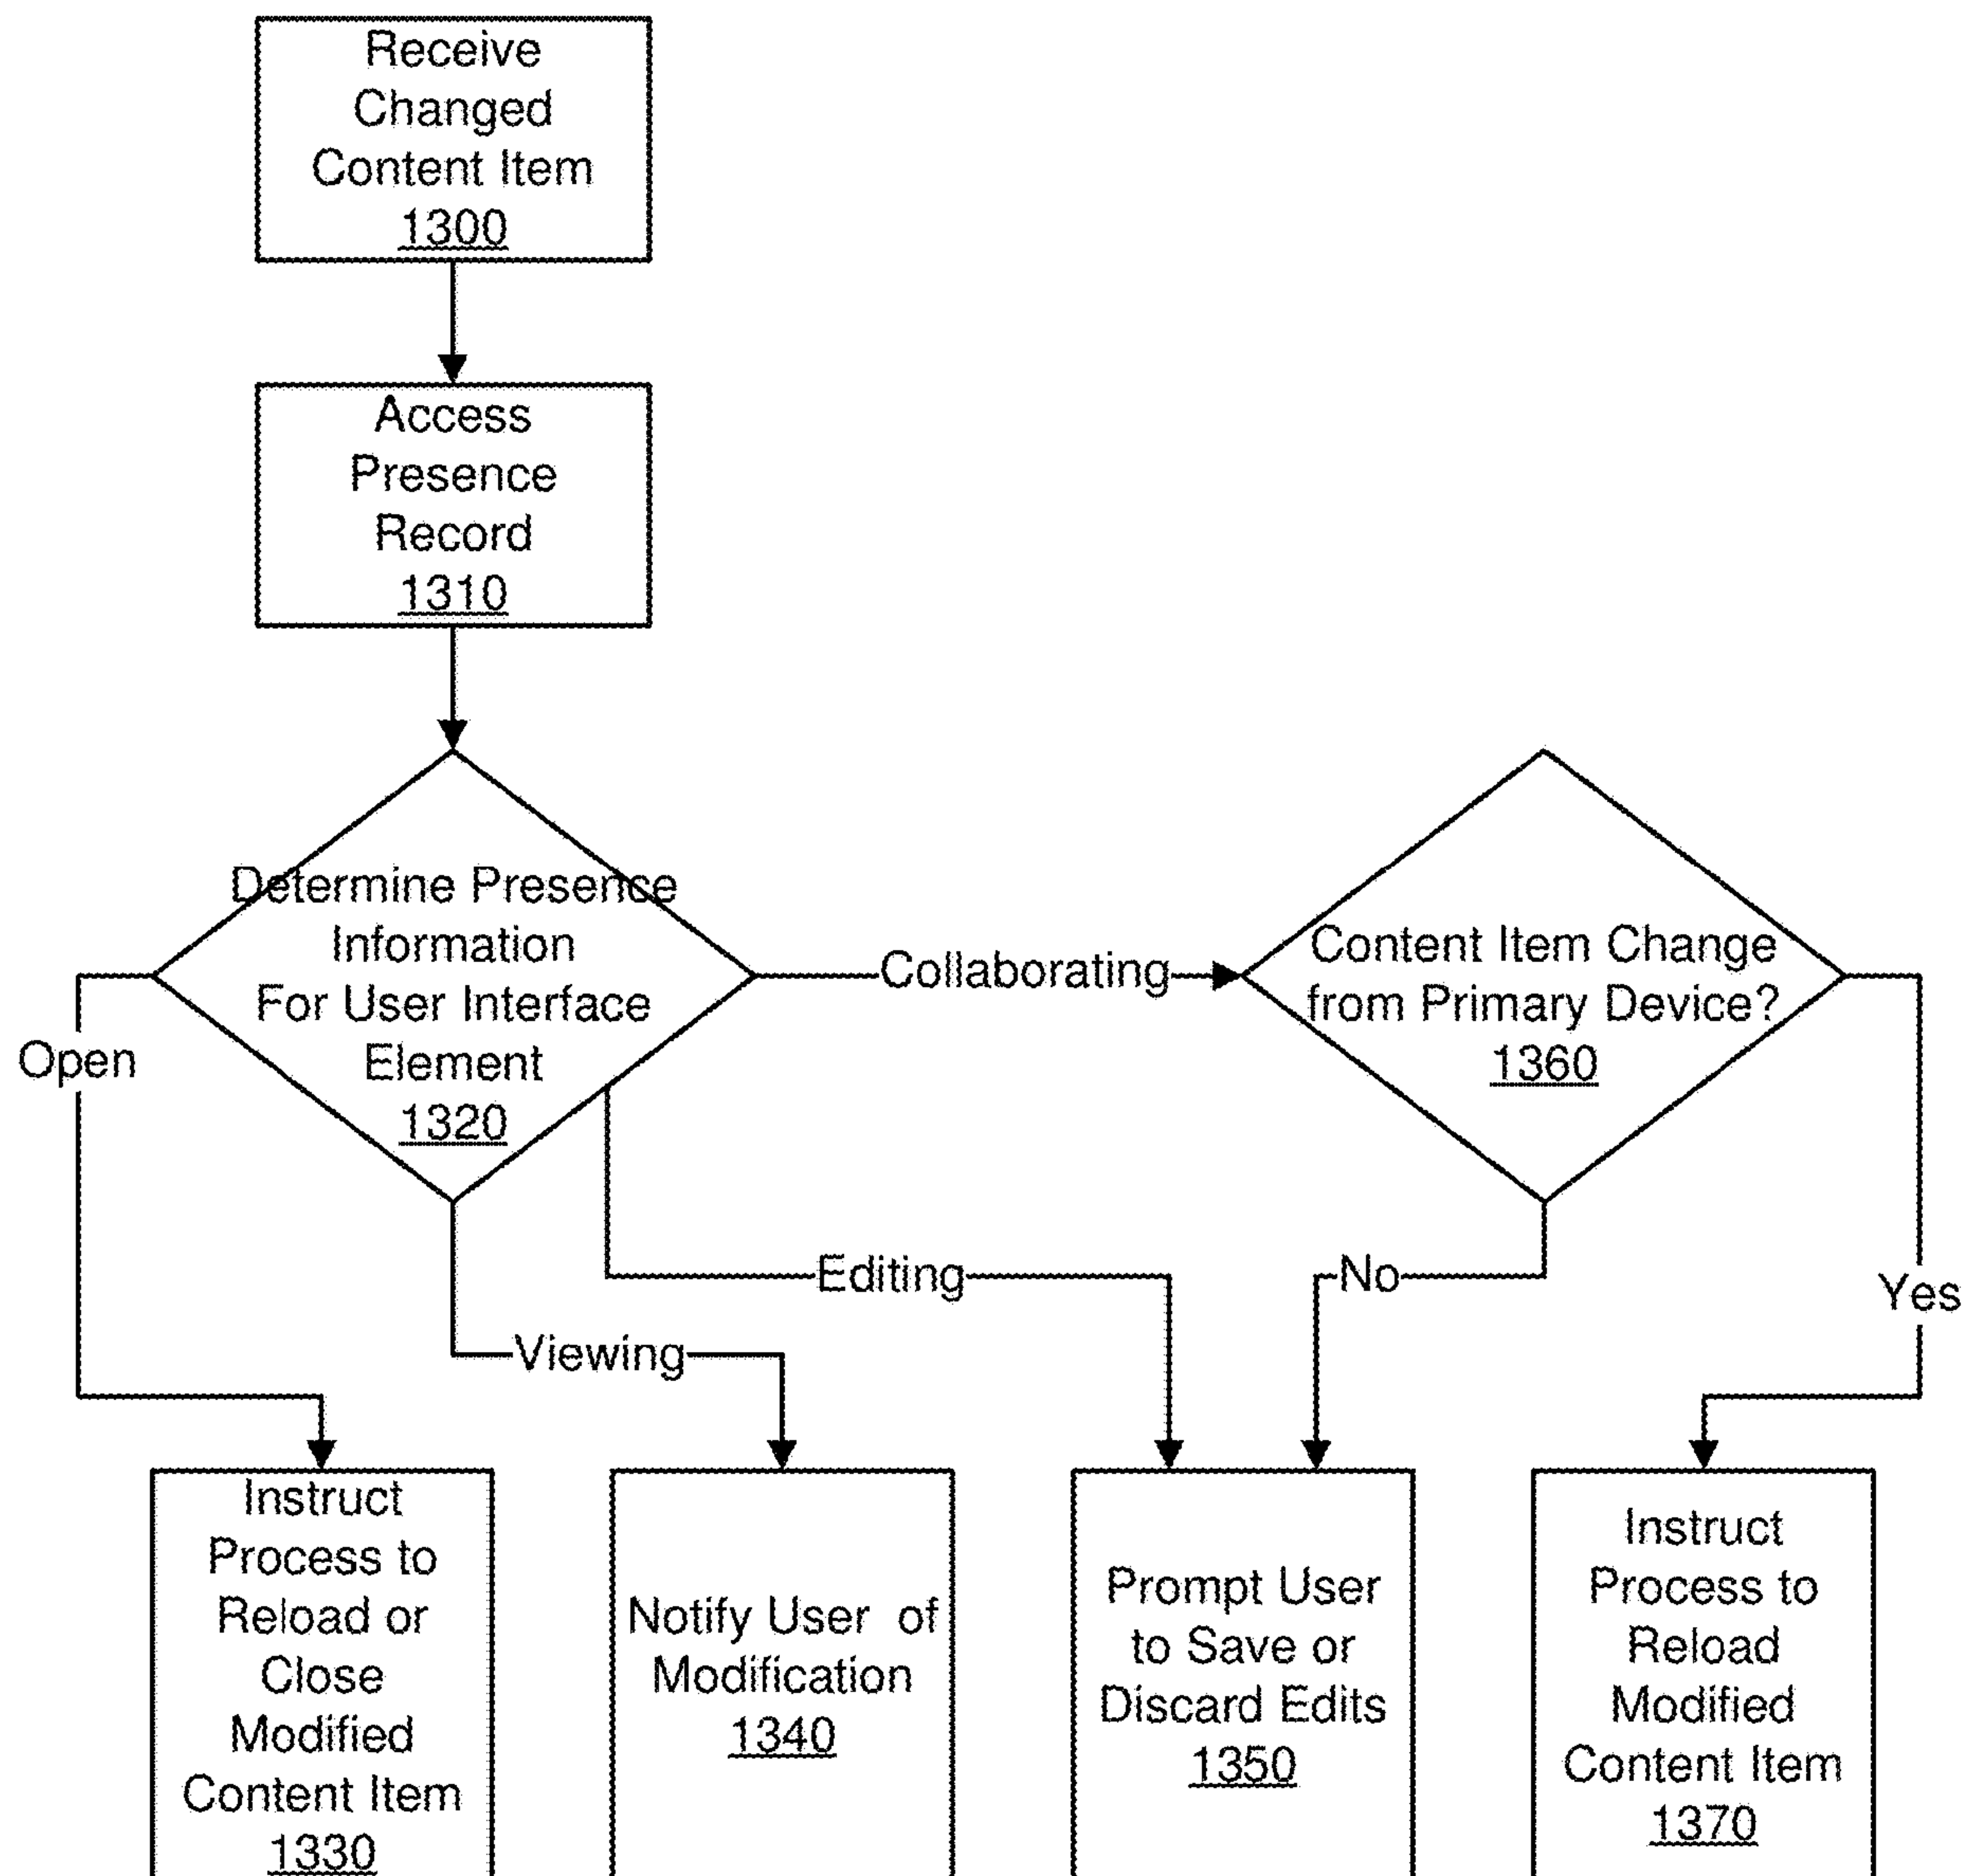 Receive
Changed
Content Item
1300
Access
Presence
Record
1310
Determine Presence
Information
For User Interface
Element
1320
Collaborating
Content Item Change
from Primary Device?
1360
Open
Editing
No
Yes
Viewing
Instruct
Process to
Reload or
Close
Modified
Content Item
1330
Notify User of
Modification
1340
Prompt User
to Save or
Discard Edits
1350
Instruct
Process to
Reload
Modified
Content Item
1370